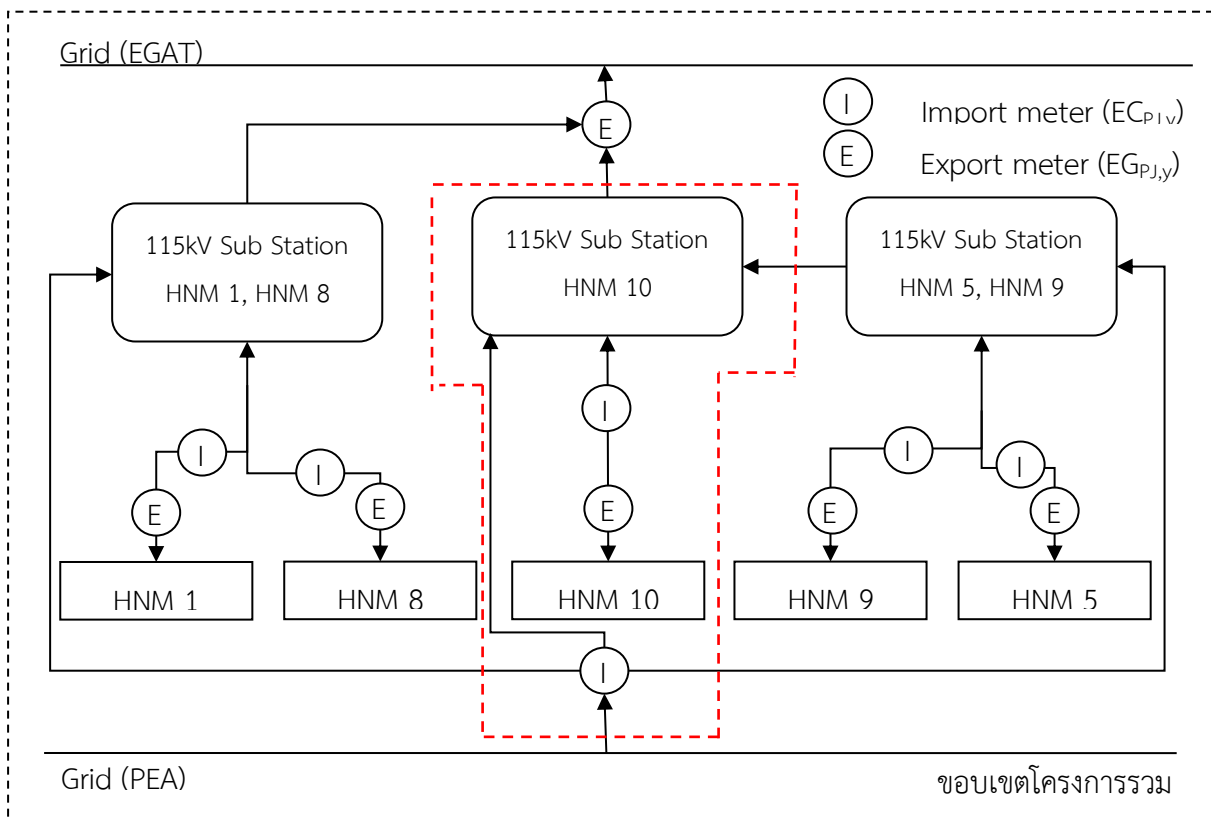 Grid (EGAT)
E
I
Import meter (EC
E
Export meter (EGPJ,y)
115kV Sub Station
HNM 1, HNM 8
115kV Sub Station
HNM 10
115kV Sub Station
HNM 5, HNM 9
I
I
I
I
I
E
E
E
E
E
HNM 1
HNM 8
HNM 10
HNM 9
HNM 5
I
Grid (PEA)
ขอบเขตโครงการรวม